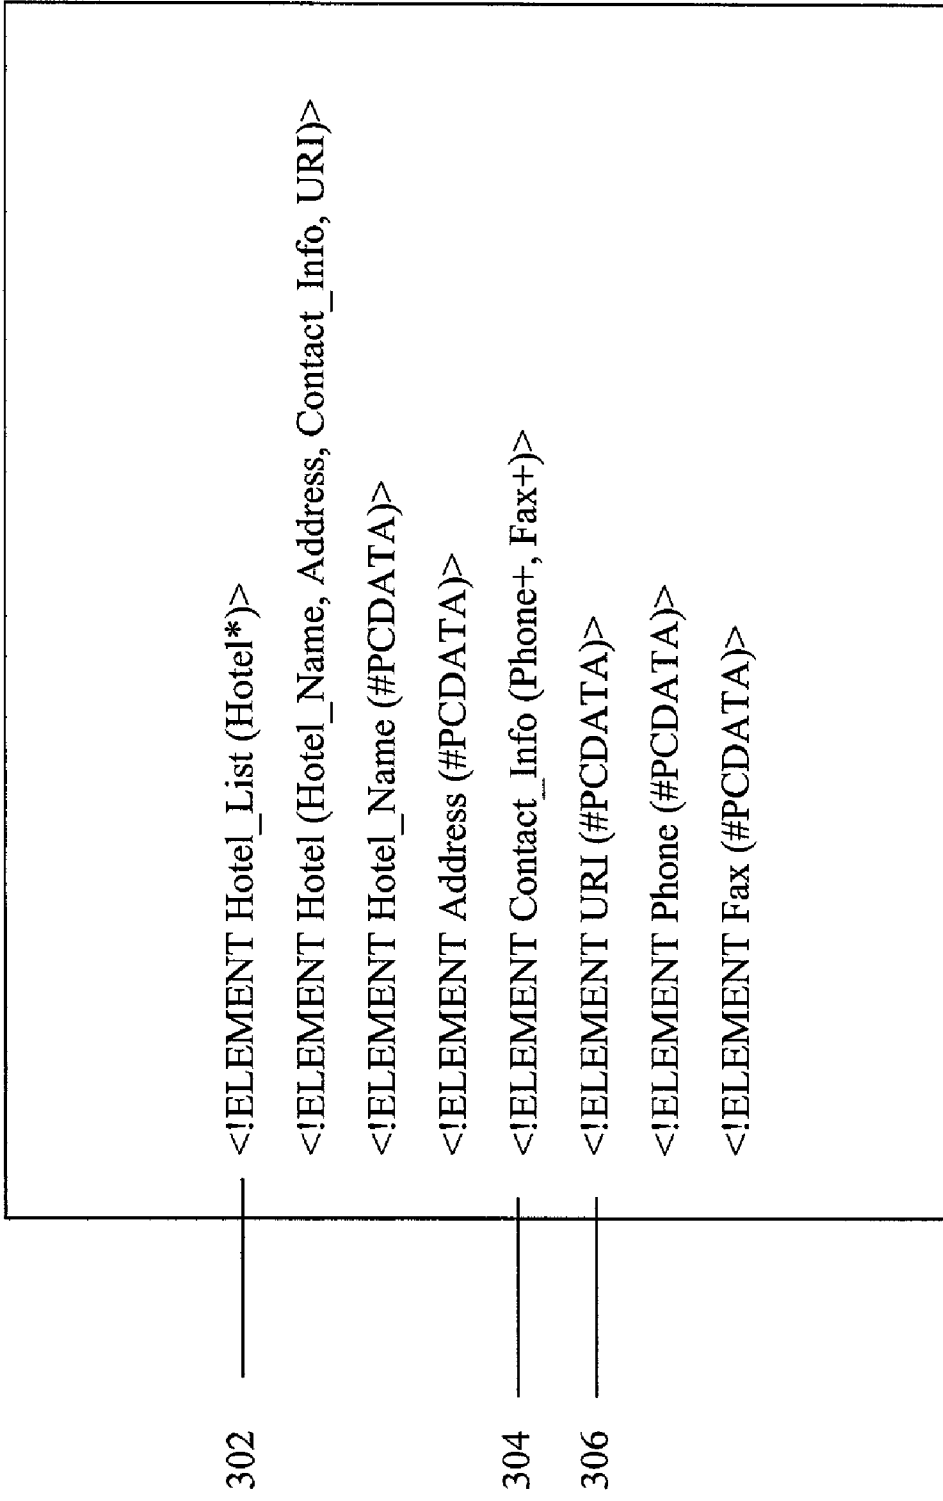 302 <!ELEMENT Hotel_List (Hotel*)>
<!ELEMENT Hotel (Hotel_Name, Address, Contact_Info, URI)>
<!ELEMENT Hotel_Name (#PCDATA)>
<!ELEMENT Address (#PCDATA)>
304 <!ELEMENT Contact_Info (Phone+, Fax+)>
306 <!ELEMENT URI (#PCDATA)>
<!ELEMENT Phone (#PCDATA)>
<!ELEMENT Fax (#PCDATA)>